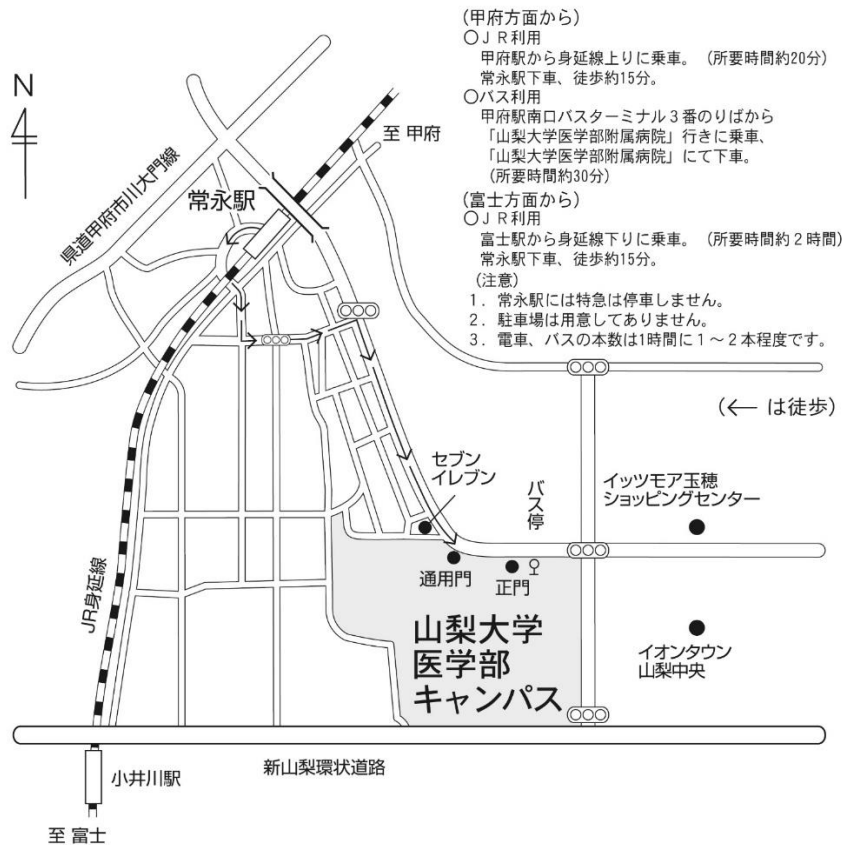 (甲府方面から)
〇ＪＲ利用
甲府駅から身延線上りに乗車。（所要時間約20分）
常永駅下車、徒歩約15分。
〇バス利用
甲府駅南口バスターミナル３番のりばから
「山梨大学医学部附属病院」行きに乗車、
「山梨大学医学部附属病院」にて下車。
(所要時間約30分)
(富士方面から)
〇ＪＲ利用
富士駅から身延線下りに乗車。（所要時間約２時間）
常永駅下車、徒歩約15分。
(注意)
１．常永駅には特急は停車しません。
２．駐車場は用意してありません。
３．電車、バスの本数は1時間に１～２本程度です。
(← は徒歩)
N
至 甲府
県道甲府市川大門線
常永駅
セブン
イレブン
バス停
イッツモア玉穂
ショッピングセンター
通用門
正門
JR身延線
山梨大学
医学部
キャンパス
イオンタウン
山梨中央
小井川駅
新山梨環状道路
至 富士